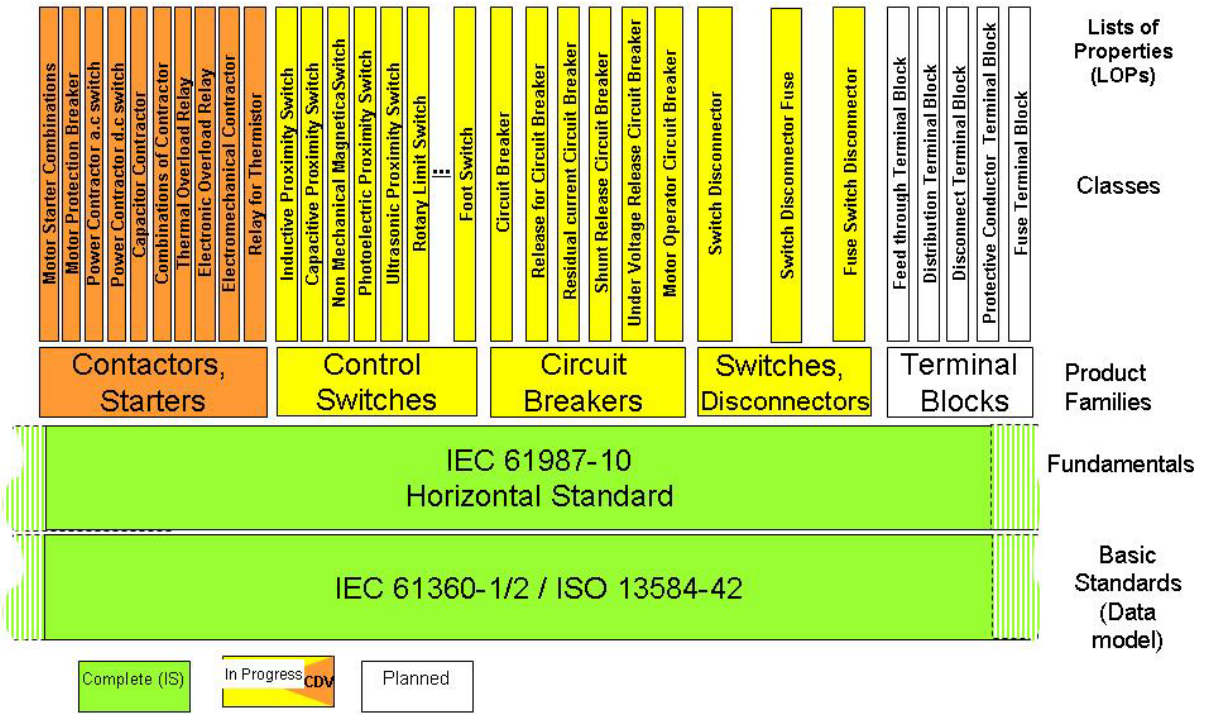 Motor Starter Combinations
Motor Protection Breaker
Power Contractor a.c switch
Power Contractor d.c switch
Capacitor Contractor
Combinations of Contractor
Thermal Overload Relay
Electronic Overload Relay
Electromechanical Contractor
Relay for Thermistor
Inductive Proximity Switch
Capacitive Proximity Switch
Non Mechanical MagneticaSwitch
Photoelectric Proximity Switch
Ultrasonic Proximity Switch
Rotary Limit Switch
...
Foot Switch
Circuit Breaker
Release for Circuit Breaker
Residual current Circuit Breaker
Shunt Release Circuit Breaker
Under Voltage Release Circuit Breaker
Motor Operator Circuit Breaker
Switch Disconnector
Switch Disconnector Fuse
Fuse Switch Disconnector
Feed through Terminal Block
Distribution Terminal Block
Disconnect Terminal Block
Protective Conductor Terminal Block
Fuse Terminal Block
Lists of
Properties
(LOPs)
Classes
Contactors,
Starters
Control
Switches
Circuit
Breakers
Switches,
Disconnectors
Terminal
Blocks
Product
Families
IEC 61987-10
Horizontal Standard
Fundamentals
IEC 61360-1/2 / ISO 13584-42
Basic
Standards
(Data
model)
Complete (IS)
In Progress
CDV
Planned